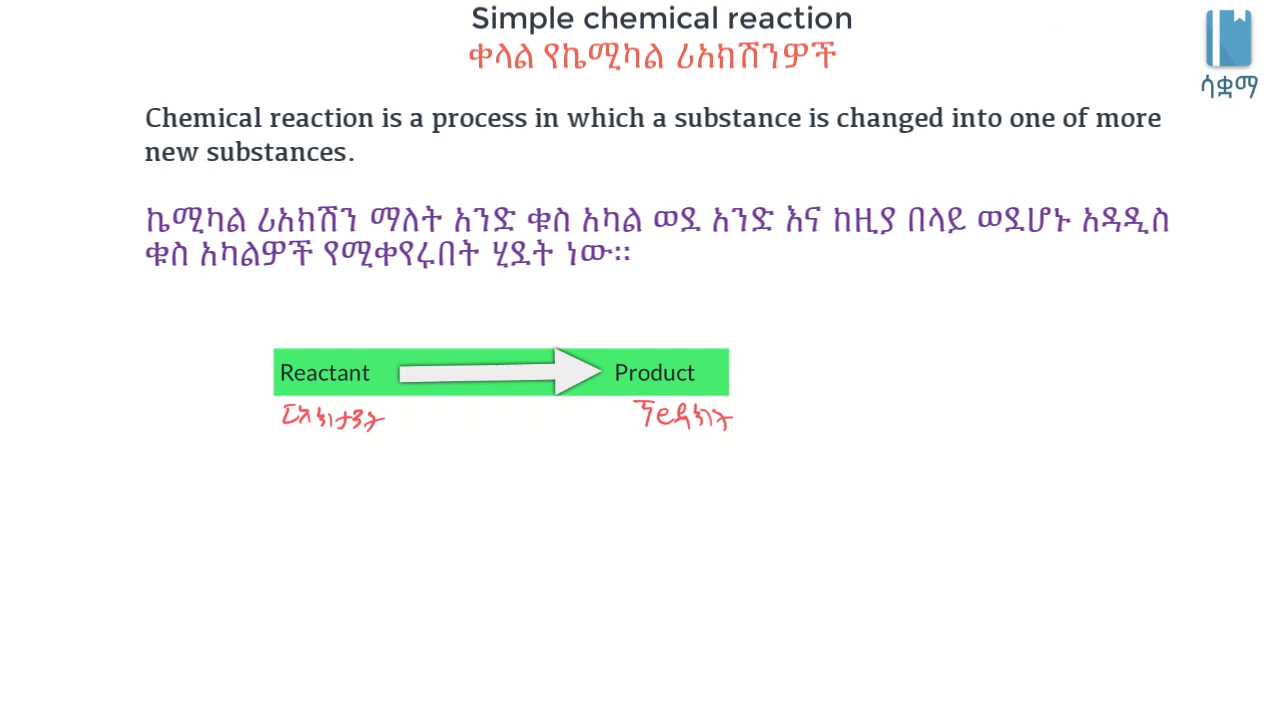 Simple chemical reaction
ቀላል የኬሚካል ሪአክሽንዎች
ሳቋማ
Chemical reaction is a process in which a substance is changed into one of more
new substances.
ኬሚካል ሪአክሽን ማለት አንድ ቁስ አካል ወደ አንድ እና ከዚያ በላይ ወደሆኑ አዳዲስ
ቁስ አካልዎች የሚቀየሩበት ሂደት ነው።
Reactant Product
ሪአክታንት ፕሮዳክት